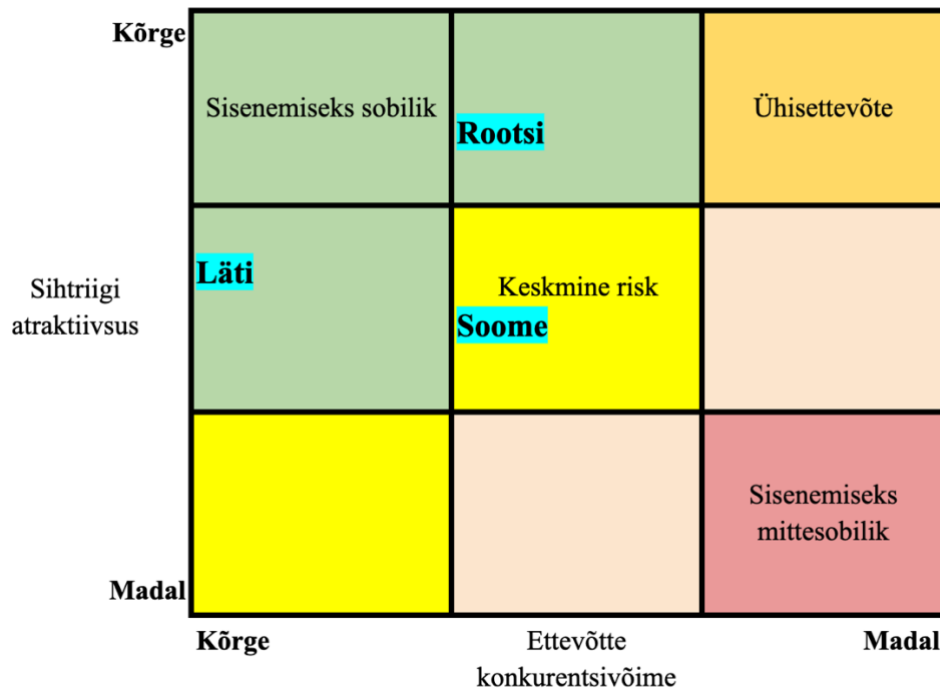 Kõrge
Sisenemiseks sobilik
Rootsi
Ühisettevõte
Sihtriigi
atraktiivsus
Läti
Keskmine risk
Soome
Sisenemiseks
mittesobilik
Madal
Kõrge
Ettevõtte
konkurentsivõime
Madal